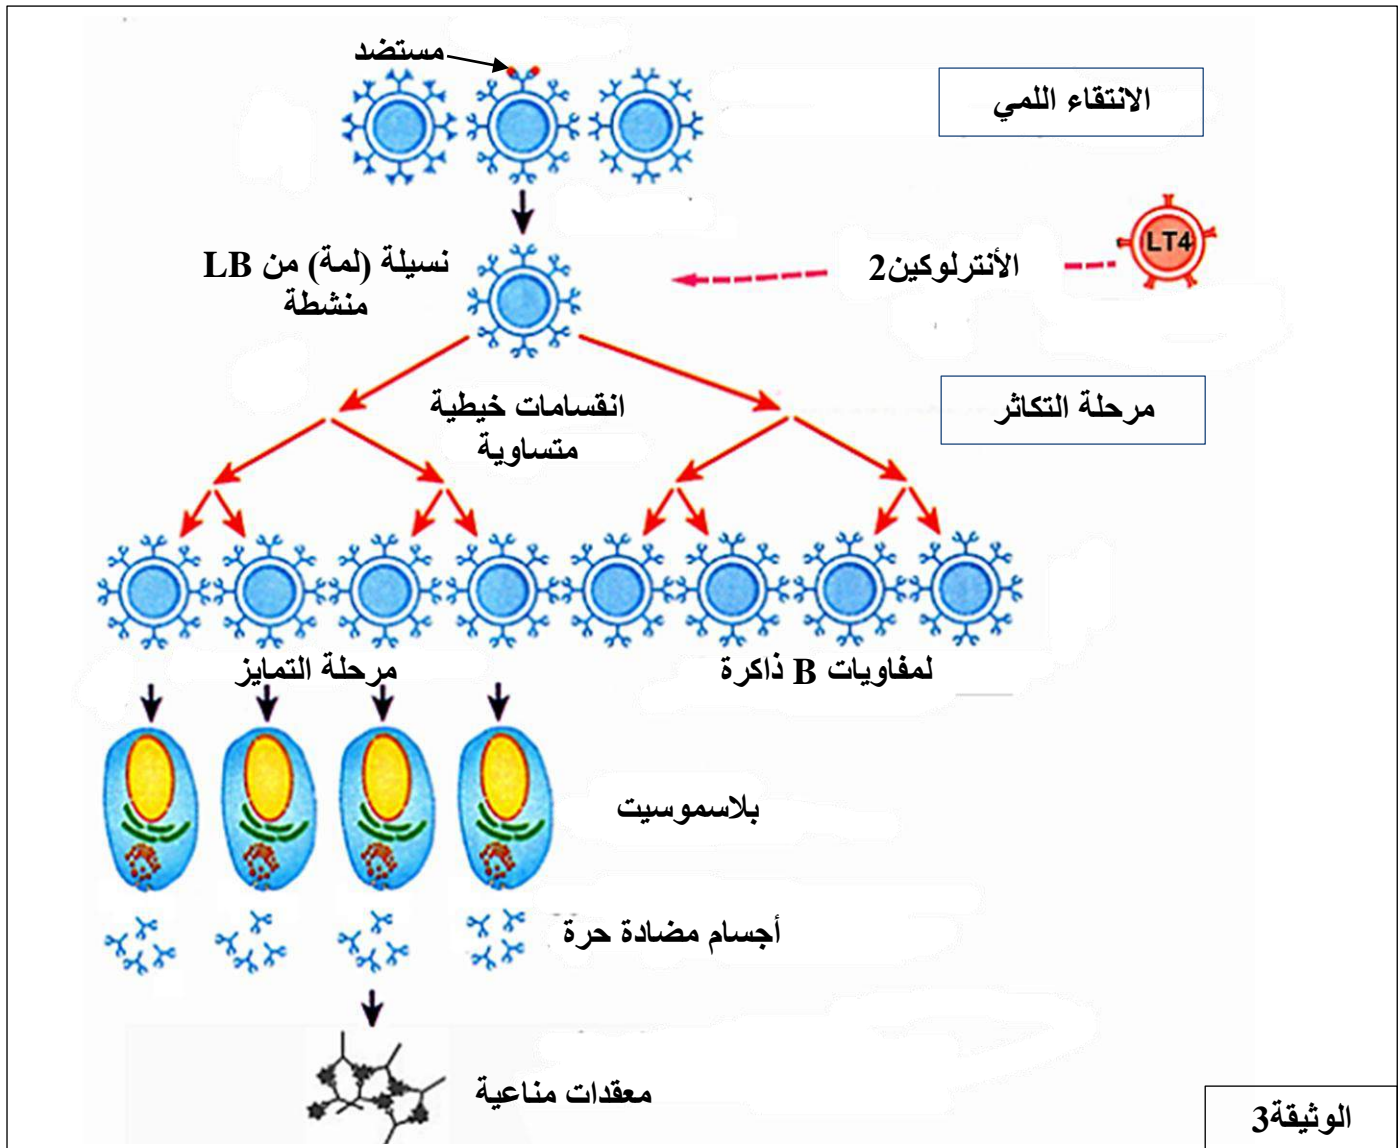 مستضد
الانتقاء اللمي
LT4
الأنترلوكين2
نسيلة (لمة) من LB
منشطة
مرحلة التكاثر
انقسامات خيطية
متساوية
لمفاويات B ذاكرة
مرحلة التمايز
بلاسموسيت
أجسام مضادة حرة
معقدات مناعية
الوثيقة3